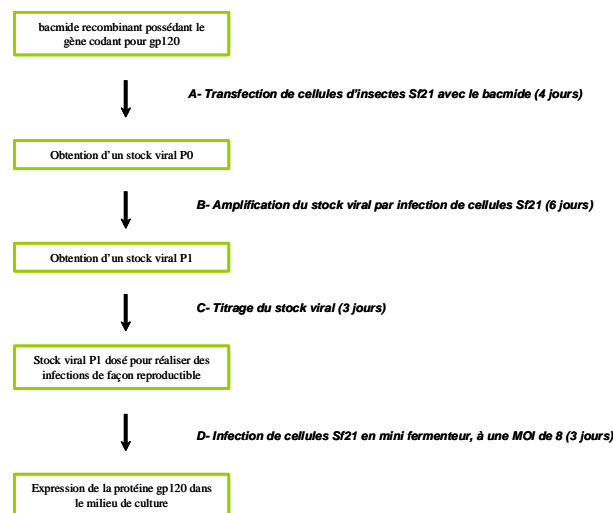 bacmide recombinant possédant le
gène codant pour gp120
A- Transfection de cellules d'insectes Sf21 avec le bacmide (4 jours)
Obtention d'un stock viral P0
B- Amplification du stock viral par infection de cellules Sf21 (6 jours)
Obtention d'un stock viral P1
C- Titrage du stock viral (3 jours)
Stock viral P1 dosé pour réaliser des
infections de façon reproductible
D- Infection de cellules Sf21 en mini fermenteur, à une MOI de 8 (3 jours)
Expression de la protéine gp120 dans
le milieu de culture